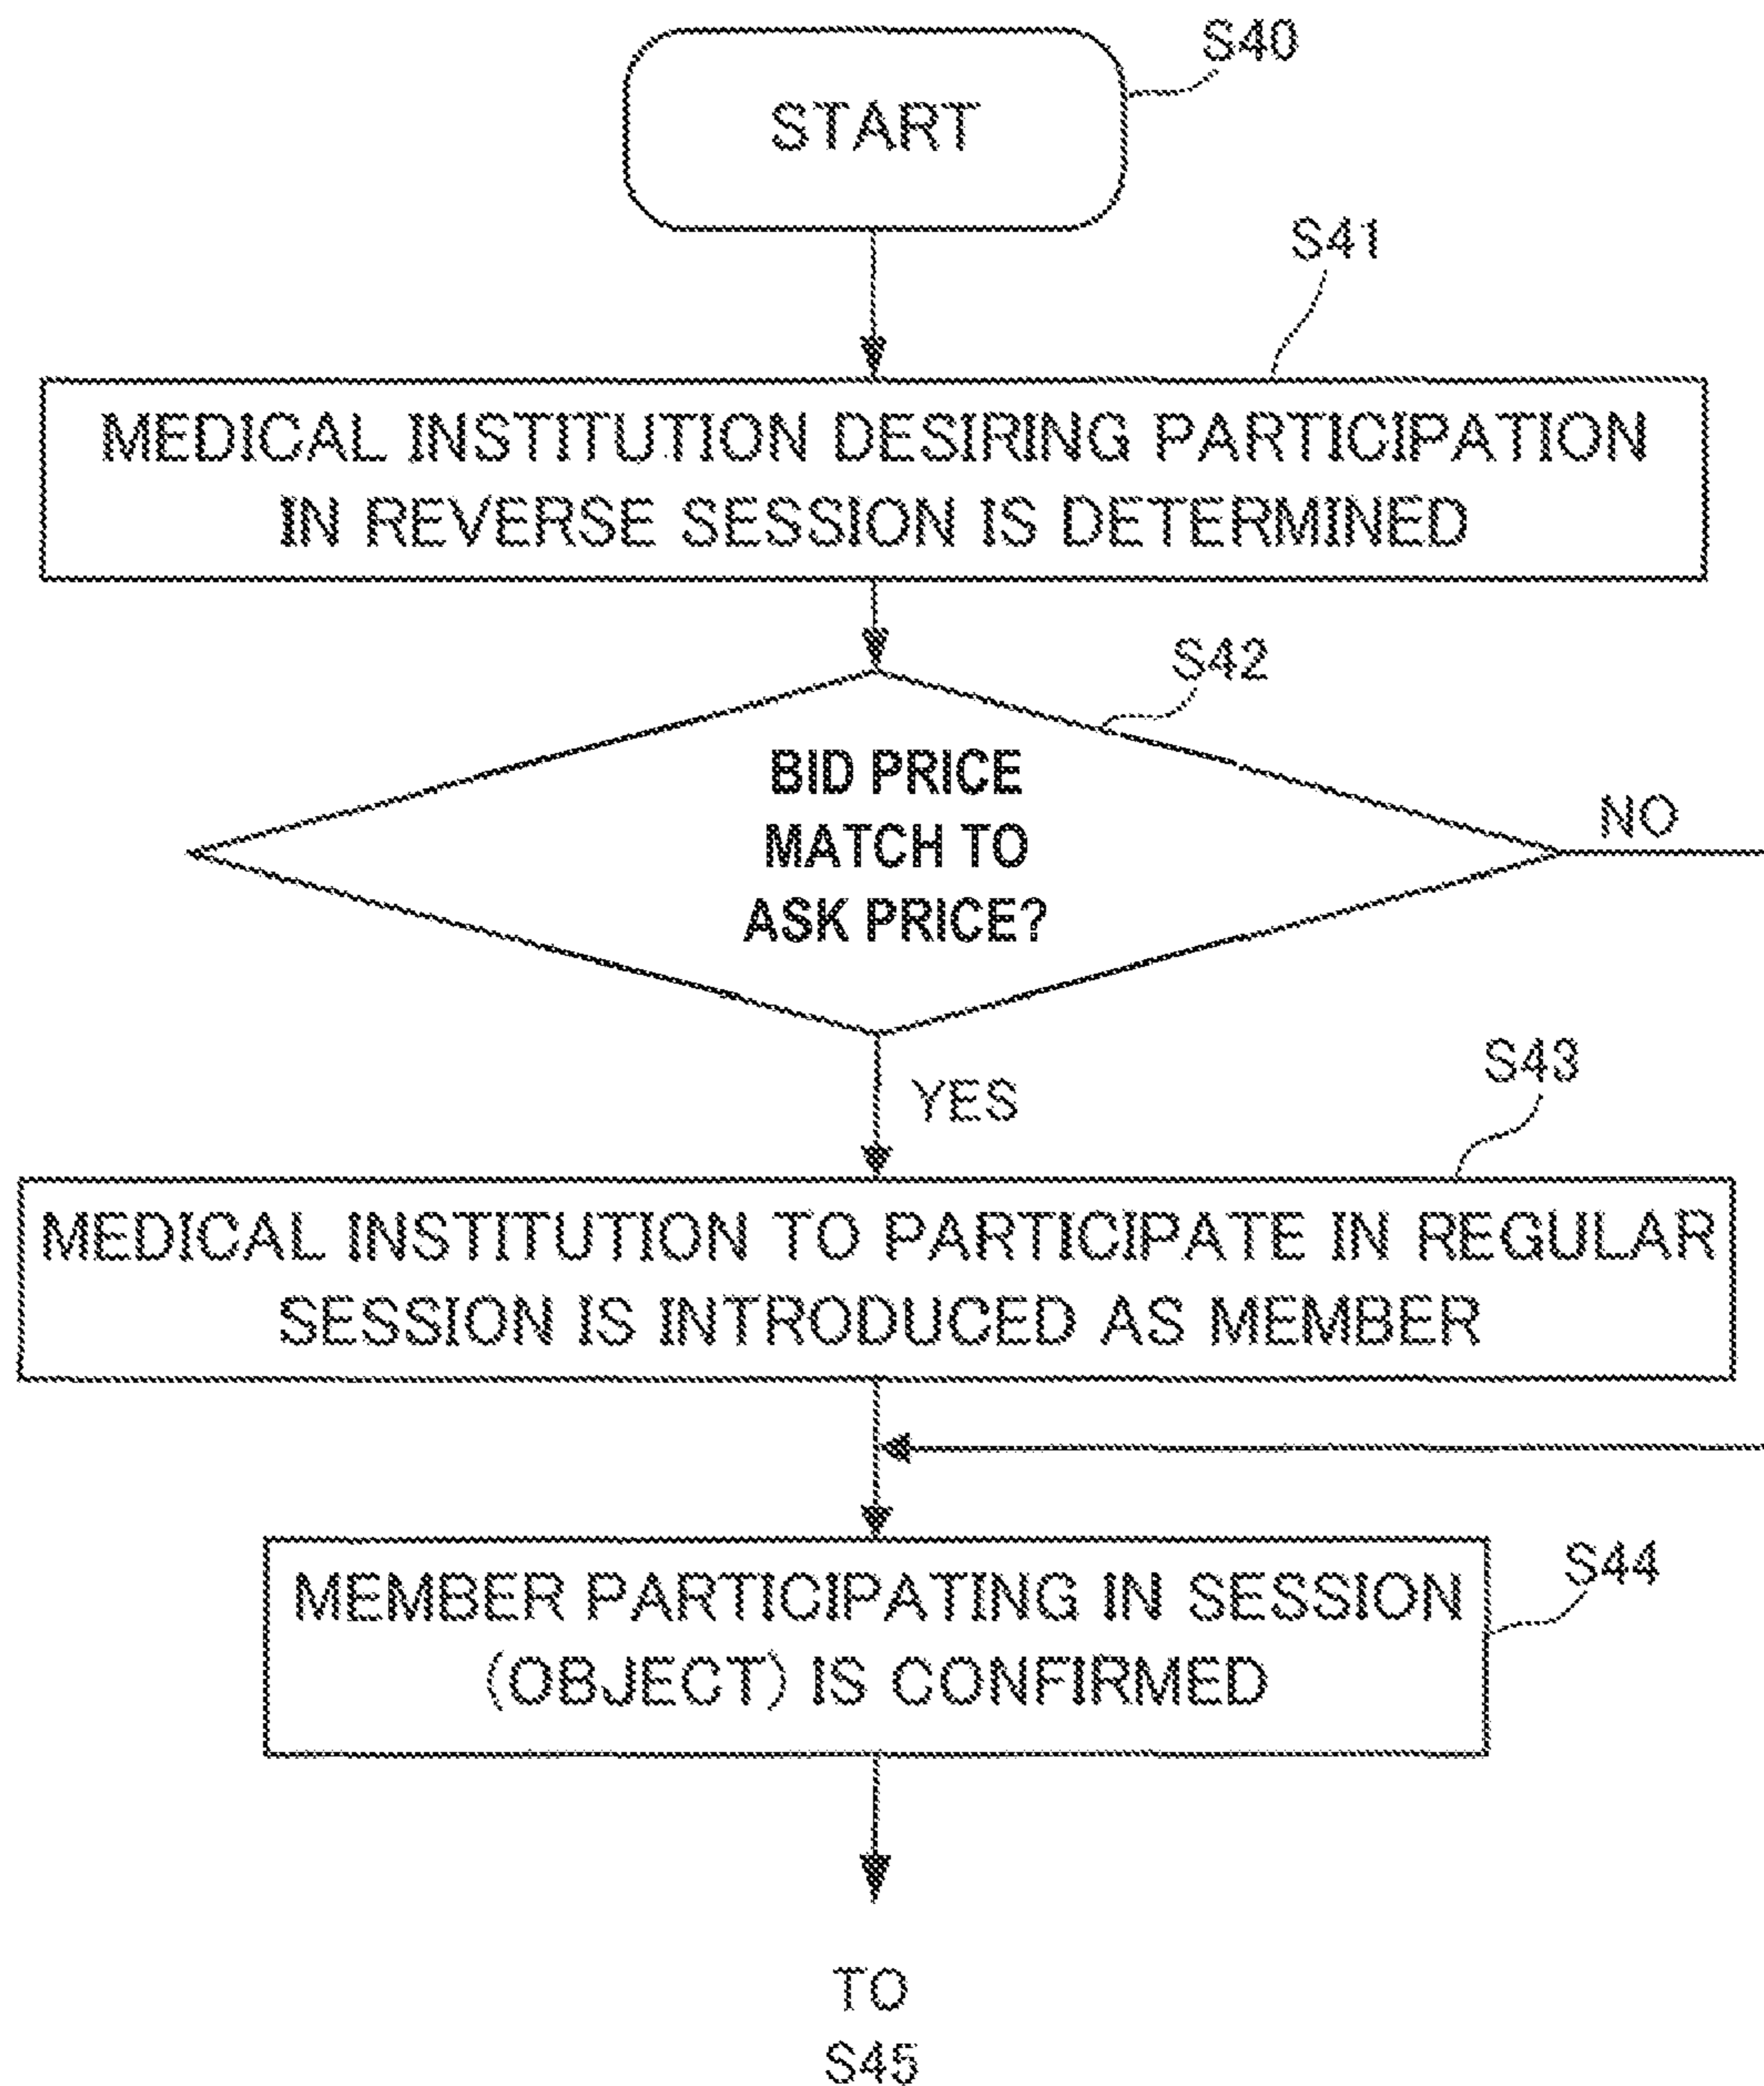 S40
START
S41
MEDICAL INSTITUTION DESIRING PARTICIPATION
IN REVERSE SESSION IS DETERMINED
S42
BID PRICE
MATCH TO
ASK PRICE?
NO
YES
S43
MEDICAL INSTITUTION TO PARTICIPATE IN REGULAR
SESSION IS INTRODUCED AS MEMBER
S44
MEMBER PARTICIPATING IN SESSION
(OBJECT) IS CONFIRMED
TO
S45